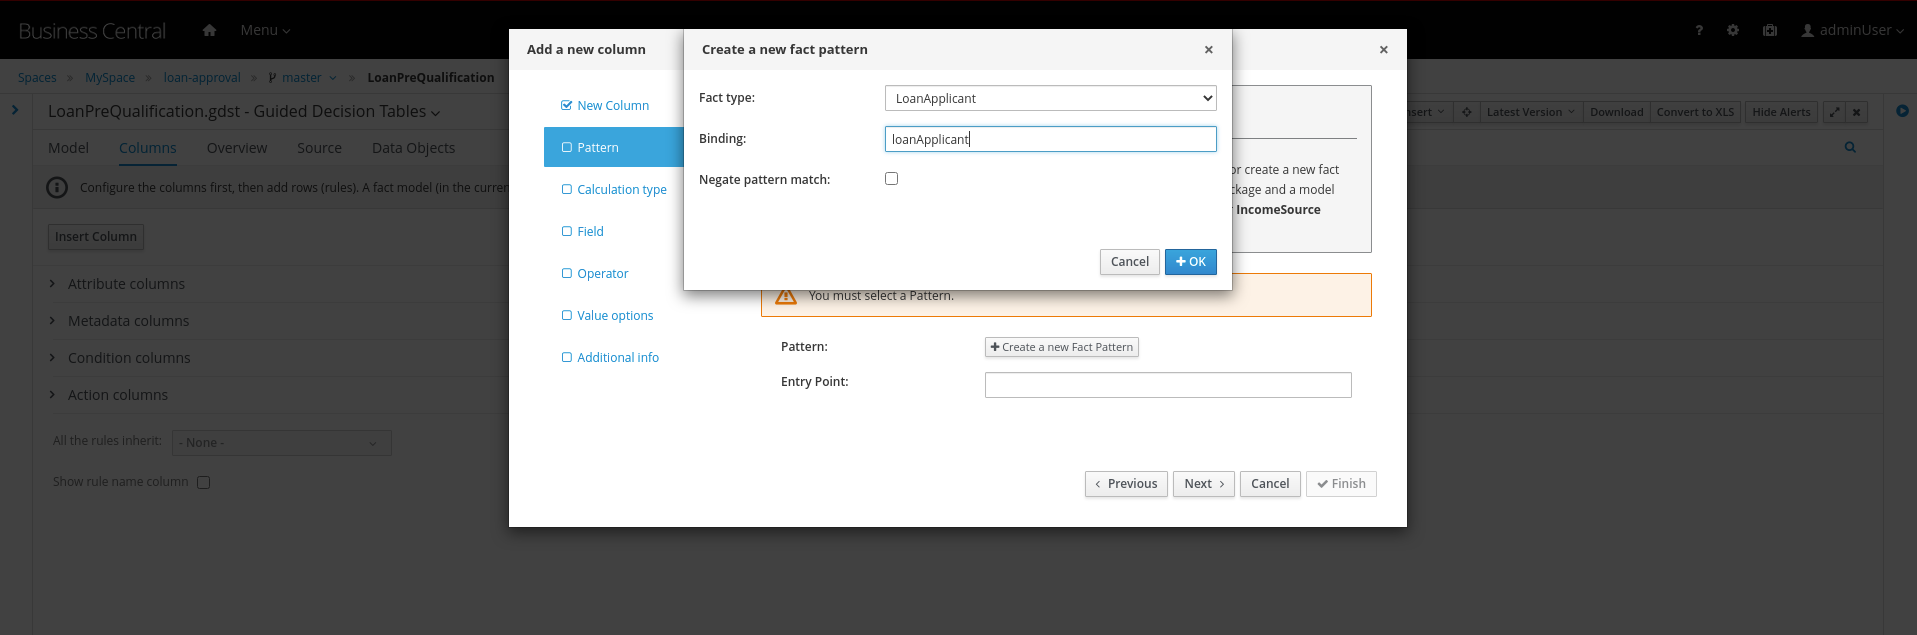 Business Central
Menu
?
adminUser
Spaces » MySpace » loan-approval » master » LoanPreQualification
LoanPreQualification.gdst - Guided Decision Tables
Latest Version
Download
Convert to XLS
Hide Alerts
Model
Columns
Overview
Source
Data Objects
Configure the columns first, then add rows (rules). A fact model (in the curren
Insert Column
Attribute columns
Metadata columns
Condition columns
Action columns
All the rules inherit: - None -
Show rule name column
Add a new column
×
New Column
Pattern
Calculation type
Field
Operator
Value options
Additional info
or create a new fact
ckage and a model
IncomeSource
You must select a Pattern.
Pattern: Create a new Fact Pattern
Entry Point:
Previous
Next
Cancel
Finish
Create a new fact pattern
×
Fact type: LoanApplicant
Binding: loanApplicant
Negate pattern match:
Cancel
OK